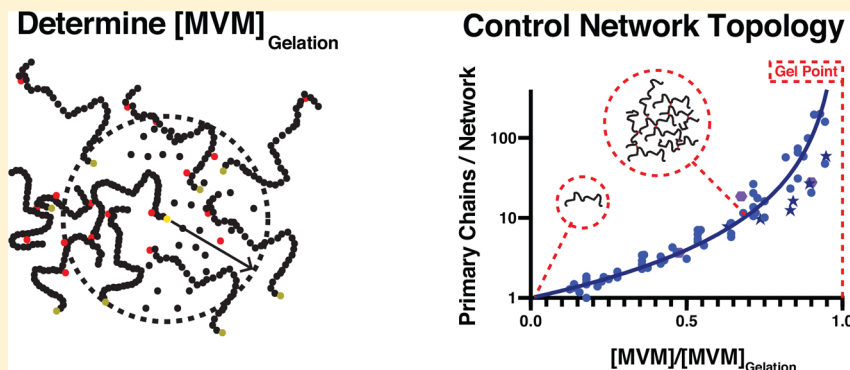 Determine [MVM]Gelation
Control Network Topology
Gel Point
Primary Chains / Network
100
10
1
0.0
0.5
1.0
[MVM]/[MVM]Gelation